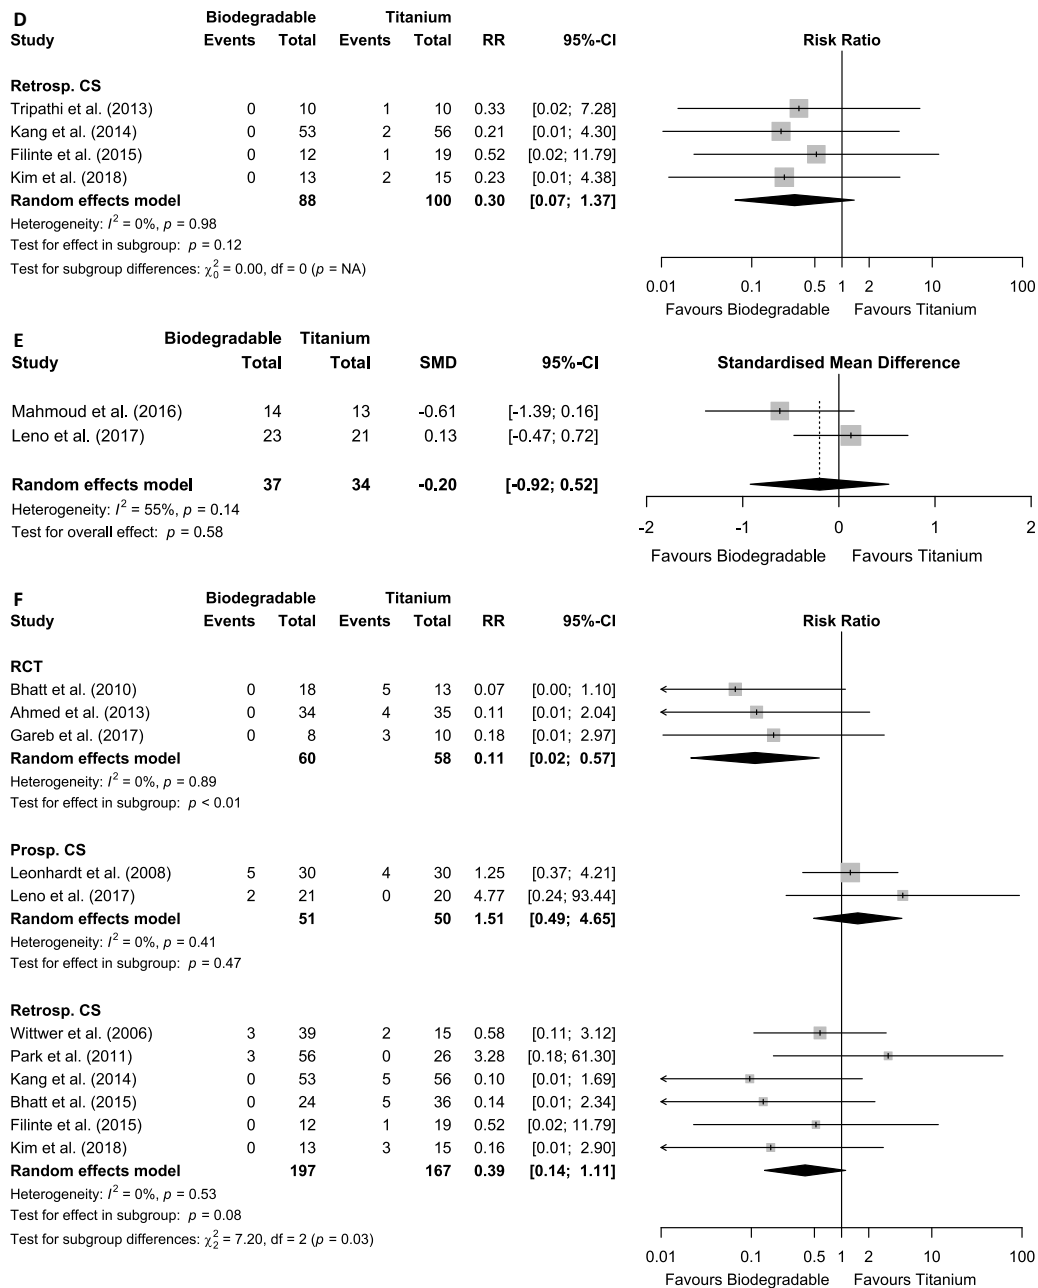 D Biodegradable Titanium
Study Events Total Events Total RR 95%-CI Risk Ratio
Retrosp. CS
Tripathi et al. (2013) 0 10 1 10 0.33 [0.02; 7.28]
Kang et al. (2014) 0 53 2 56 0.21 [0.01; 4.30]
Filinte et al. (2015) 0 12 1 19 0.52 [0.02; 11.79]
Kim et al. (2018) 0 13 2 15 0.23 [0.01; 4.38]
Random effects model 88 100 0.30 [0.07; 1.37]
Heterogeneity: I² = 0%, p = 0.98
Test for effect in subgroup: p = 0.12
Test for subgroup differences: χ²₀ = 0.00, df = 0 (p = NA)
0.01 0.1 0.5 1 2 10 100
Favours Biodegradable Favours Titanium
E Biodegradable Titanium
Study Total Total SMD 95%-CI Standardised Mean Difference
Mahmoud et al. (2016) 14 13 -0.61 [-1.39; 0.16]
Leno et al. (2017) 23 21 0.13 [-0.47; 0.72]
Random effects model 37 34 -0.20 [-0.92; 0.52]
Heterogeneity: I² = 55%, p = 0.14
Test for overall effect: p = 0.58
-2 -1 0 1 2
Favours Biodegradable Favours Titanium
F Biodegradable Titanium
Study Events Total Events Total RR 95%-CI Risk Ratio
RCT
Bhatt et al. (2010) 0 18 5 13 0.07 [0.00; 1.10]
Ahmed et al. (2013) 0 34 4 35 0.11 [0.01; 2.04]
Gareb et al. (2017) 0 8 3 10 0.18 [0.01; 2.97]
Random effects model 60 58 0.11 [0.02; 0.57]
Heterogeneity: I² = 0%, p = 0.89
Test for effect in subgroup: p < 0.01
Prosp. CS
Leonhardt et al. (2008) 5 30 4 30 1.25 [0.37; 4.21]
Leno et al. (2017) 2 21 0 20 4.77 [0.24; 93.44]
Random effects model 51 50 1.51 [0.49; 4.65]
Heterogeneity: I² = 0%, p = 0.41
Test for effect in subgroup: p = 0.47
Retrosp. CS
Wittwer et al. (2006) 3 39 2 15 0.58 [0.11; 3.12]
Park et al. (2011) 3 56 0 26 3.28 [0.18; 61.30]
Kang et al. (2014) 0 53 5 56 0.10 [0.01; 1.69]
Bhatt et al. (2015) 0 24 5 36 0.14 [0.01; 2.34]
Filinte et al. (2015) 0 12 1 19 0.52 [0.02; 11.79]
Kim et al. (2018) 0 13 3 15 0.16 [0.01; 2.90]
Random effects model 197 167 0.39 [0.14; 1.11]
Heterogeneity: I² = 0%, p = 0.53
Test for effect in subgroup: p = 0.08
Test for subgroup differences: χ²₂ = 7.20, df = 2 (p = 0.03)
0.01 0.1 0.5 1 2 10 100
Favours Biodegradable Favours Titanium